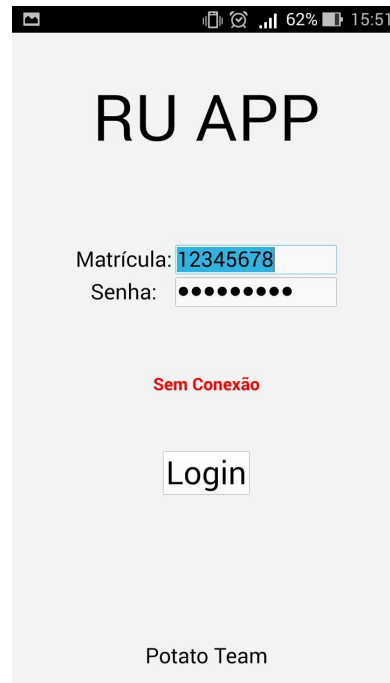 62% 15:51
RU APP
Matrícula: 12345678
Senha: •••••••••
Sem Conexão
Login
Potato Team